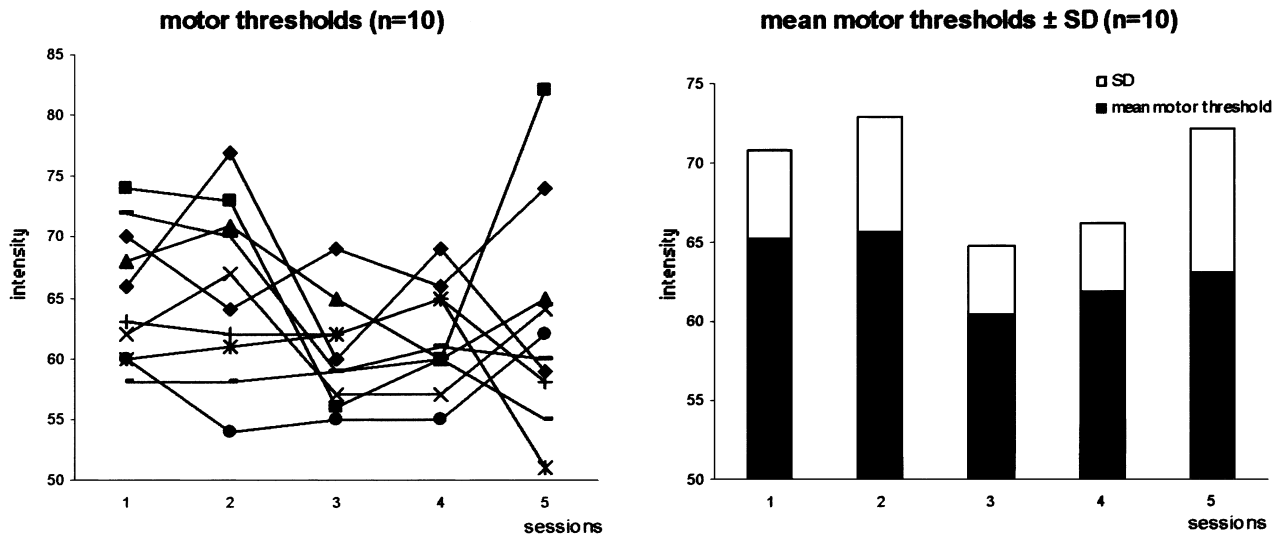 motor thresholds (n=10)
85
80
75
70
65
60
55
50
intensity
1 2 3 4 5
sessions
mean motor thresholds ± SD (n=10)
75
70
65
60
55
50
intensity
SD
mean motor threshold
1 2 3 4 5
sessions